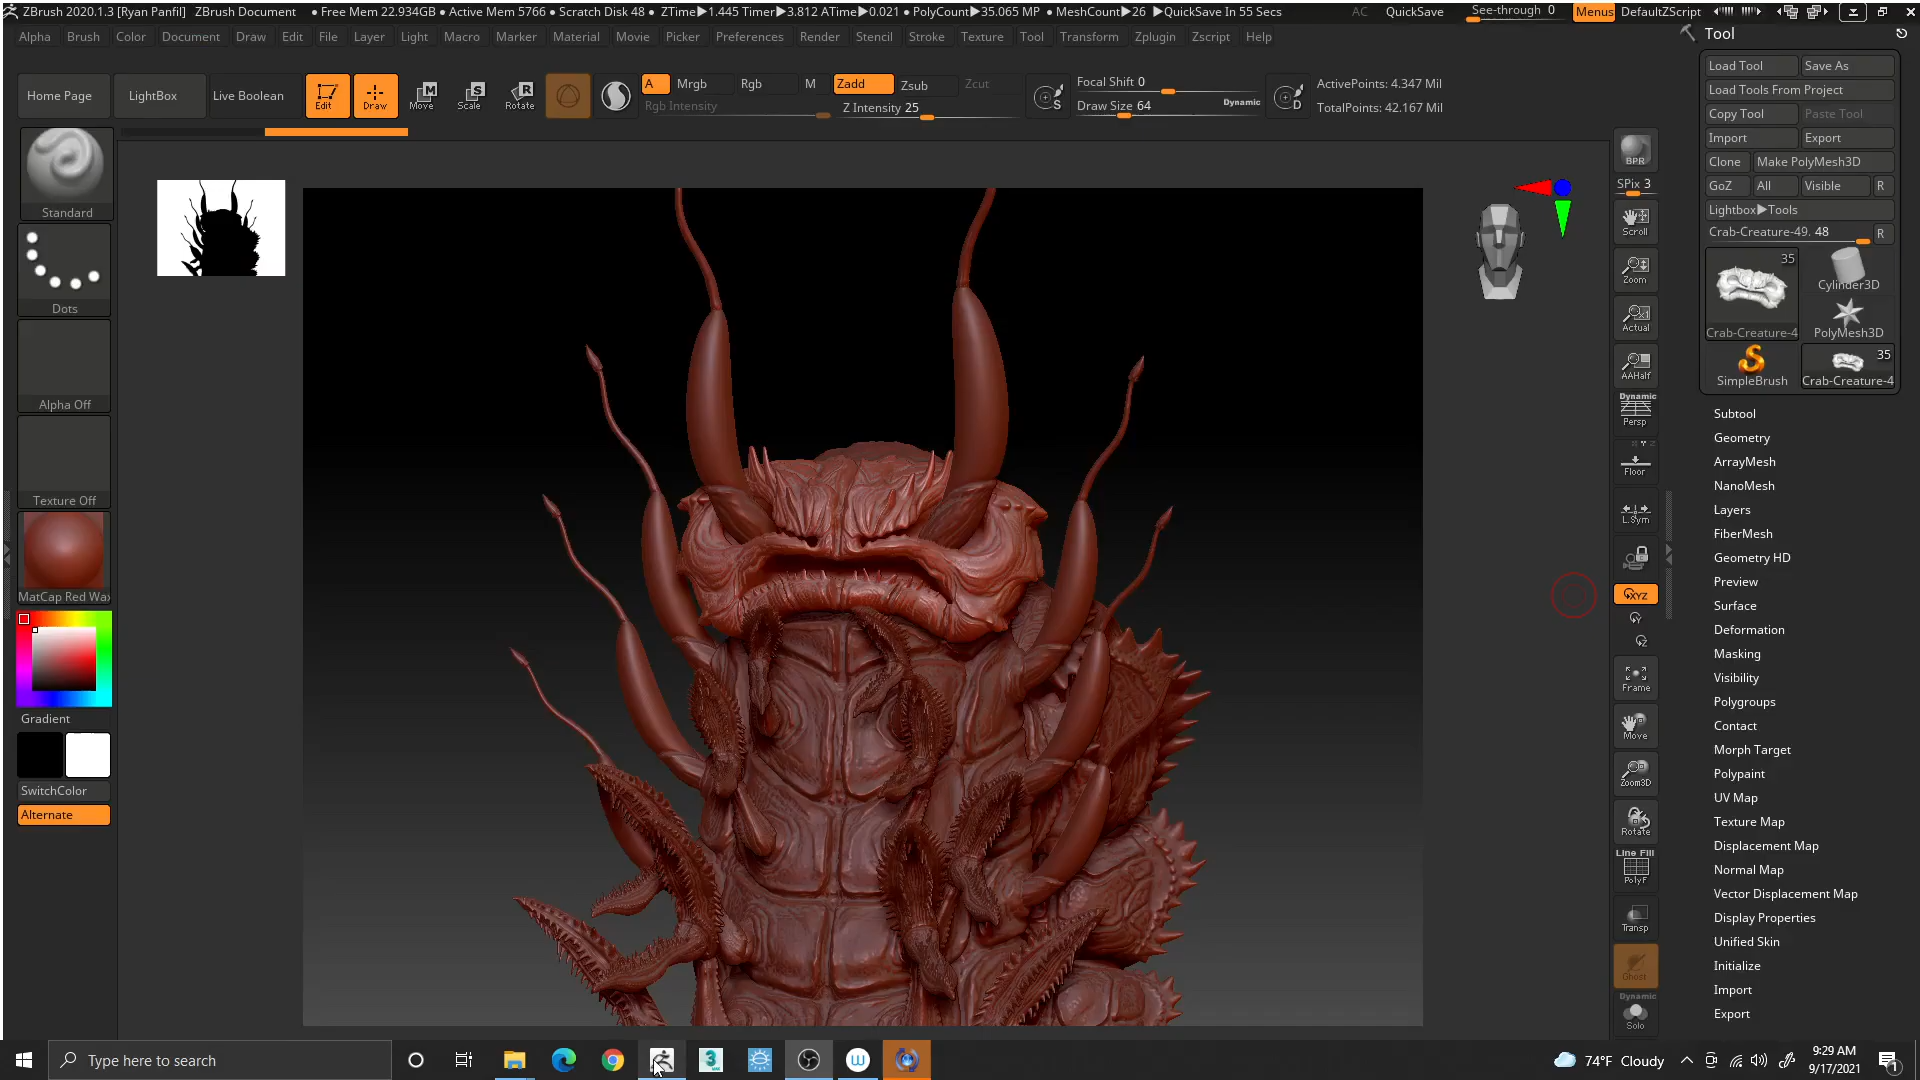 ZBrush 2020.1.3 [Ryan Panfil] ZBrush Document • Free Mem 22.934GB • Active Mem 5766 • Scratch Disk 48 • ZTime▶1.445 Timer▶3.812 ATime▶0.021 • PolyCount▶35.065 MP • MeshCount▶26 ▶QuickSave In 55 Secs AC QuickSave See-through 0 Menus DefaultZScript
Alpha Brush Color Document Draw Edit File Layer Light Macro Marker Material Movie Picker Preferences Render Stencil Stroke Texture Tool Transform Zplugin Zscript Help
Home Page LightBox Live Boolean Edit Draw Move Scale Rotate
A Mrgb Rgb M Zadd Zsub Zcut
Rgb Intensity Z Intensity 25
Focal Shift 0
Draw Size 64 Dynamic
ActivePoints: 4.347 Mil
TotalPoints: 42.167 Mil
Standard
Dots
Alpha Off
Texture Off
MatCap Red Wax
Gradient
SwitchColor
Alternate
BPR
SPix 3
Scroll
Zoom
Actual
AAHalf
Dynamic
Persp
Floor
L.Sym
XYZ
Y
Z
Frame
Move
Zoom3D
Rotate
Line Fill
PolyF
Transp
Ghost
Dynamic
Solo
Tool
Load Tool Save As
Load Tools From Project
Copy Tool Paste Tool
Import Export
Clone Make PolyMesh3D
GoZ All Visible R
Lightbox▶Tools
Crab-Creature-49. 48 R
35
Cylinder3D
Crab-Creature-4 PolyMesh3D
35
SimpleBrush Crab-Creature-4
Subtool
Geometry
ArrayMesh
NanoMesh
Layers
FiberMesh
Geometry HD
Preview
Surface
Deformation
Masking
Visibility
Polygroups
Contact
Morph Target
Polypaint
UV Map
Texture Map
Displacement Map
Normal Map
Vector Displacement Map
Display Properties
Unified Skin
Initialize
Import
Export
Type here to search
74°F Cloudy
9:29 AM
9/17/2021
1